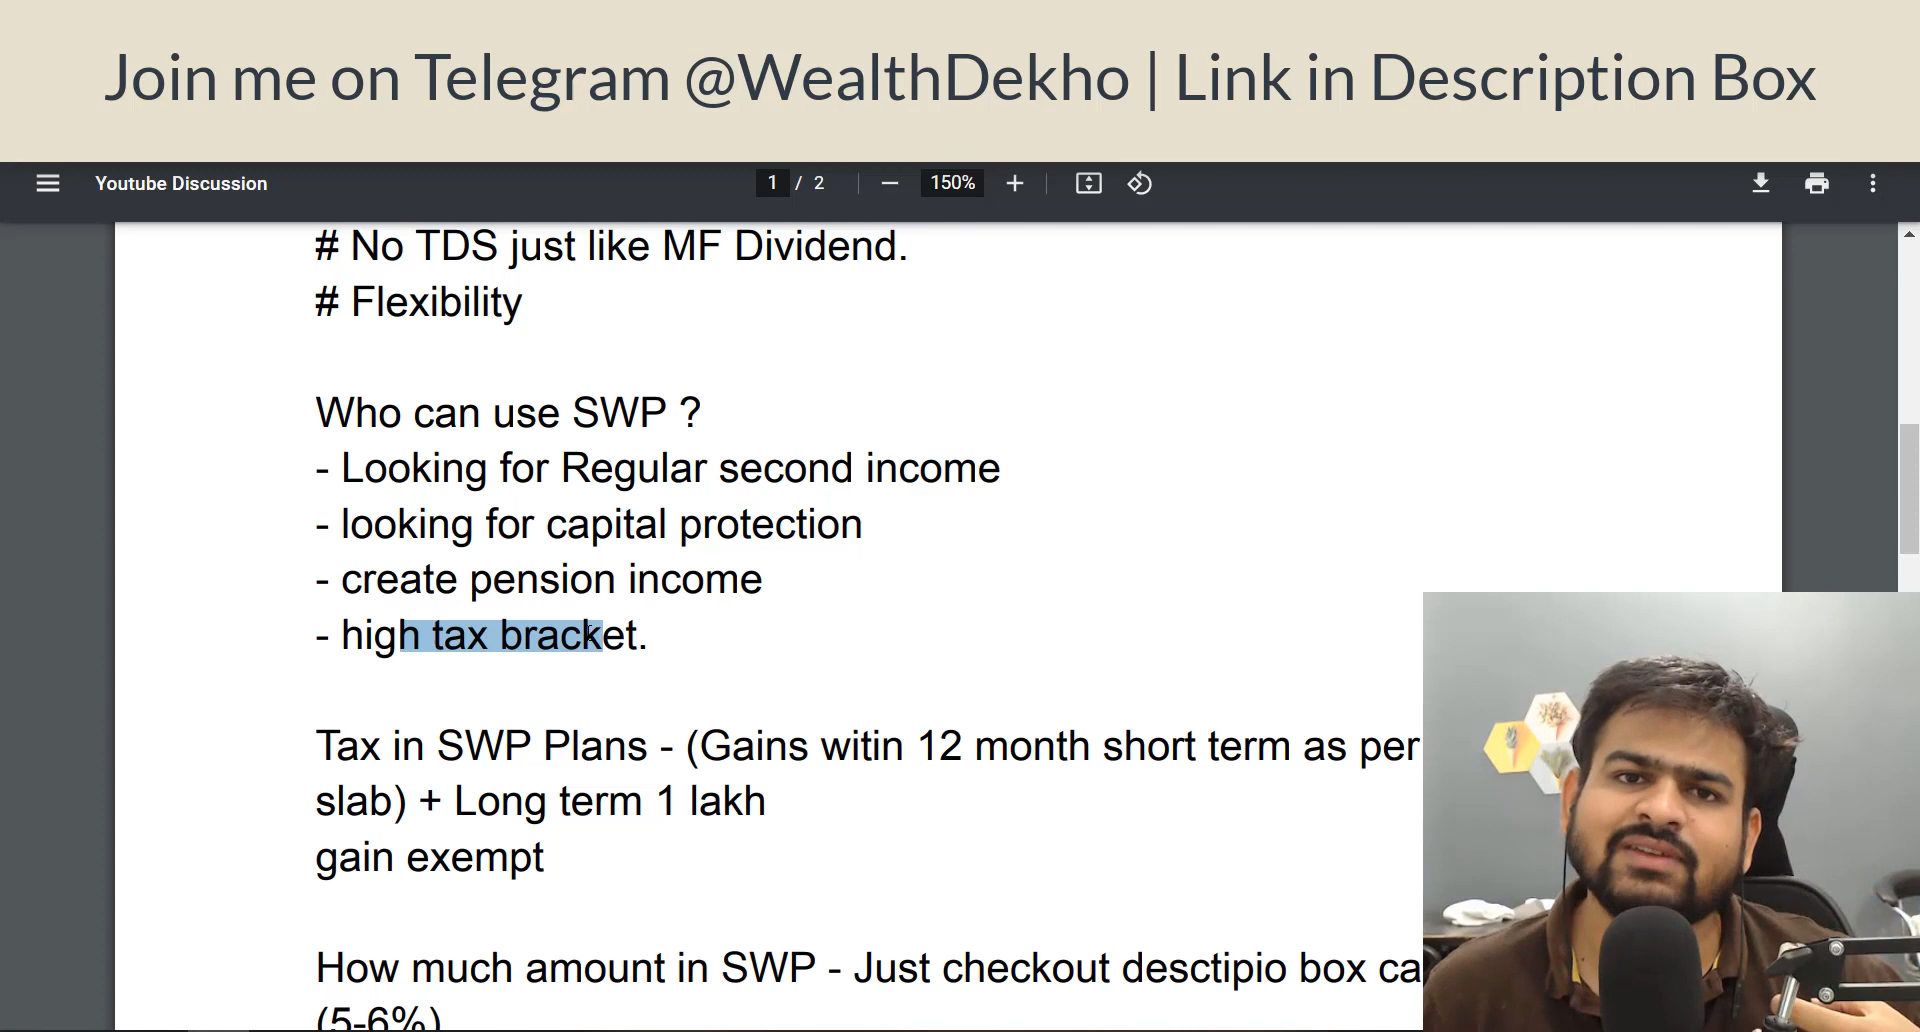 Join me on Telegram @WealthDekho | Link in Description Box
Youtube Discussion
1 / 2
150%
# No TDS just like MF Dividend.
# Flexibility
Who can use SWP ?
- Looking for Regular second income
- looking for capital protection
- create pension income
- high tax bracket.
Tax in SWP Plans - (Gains witin 12 month short term as per
slab) + Long term 1 lakh
gain exempt
How much amount in SWP - Just checkout desctipio box ca
(5-6%)